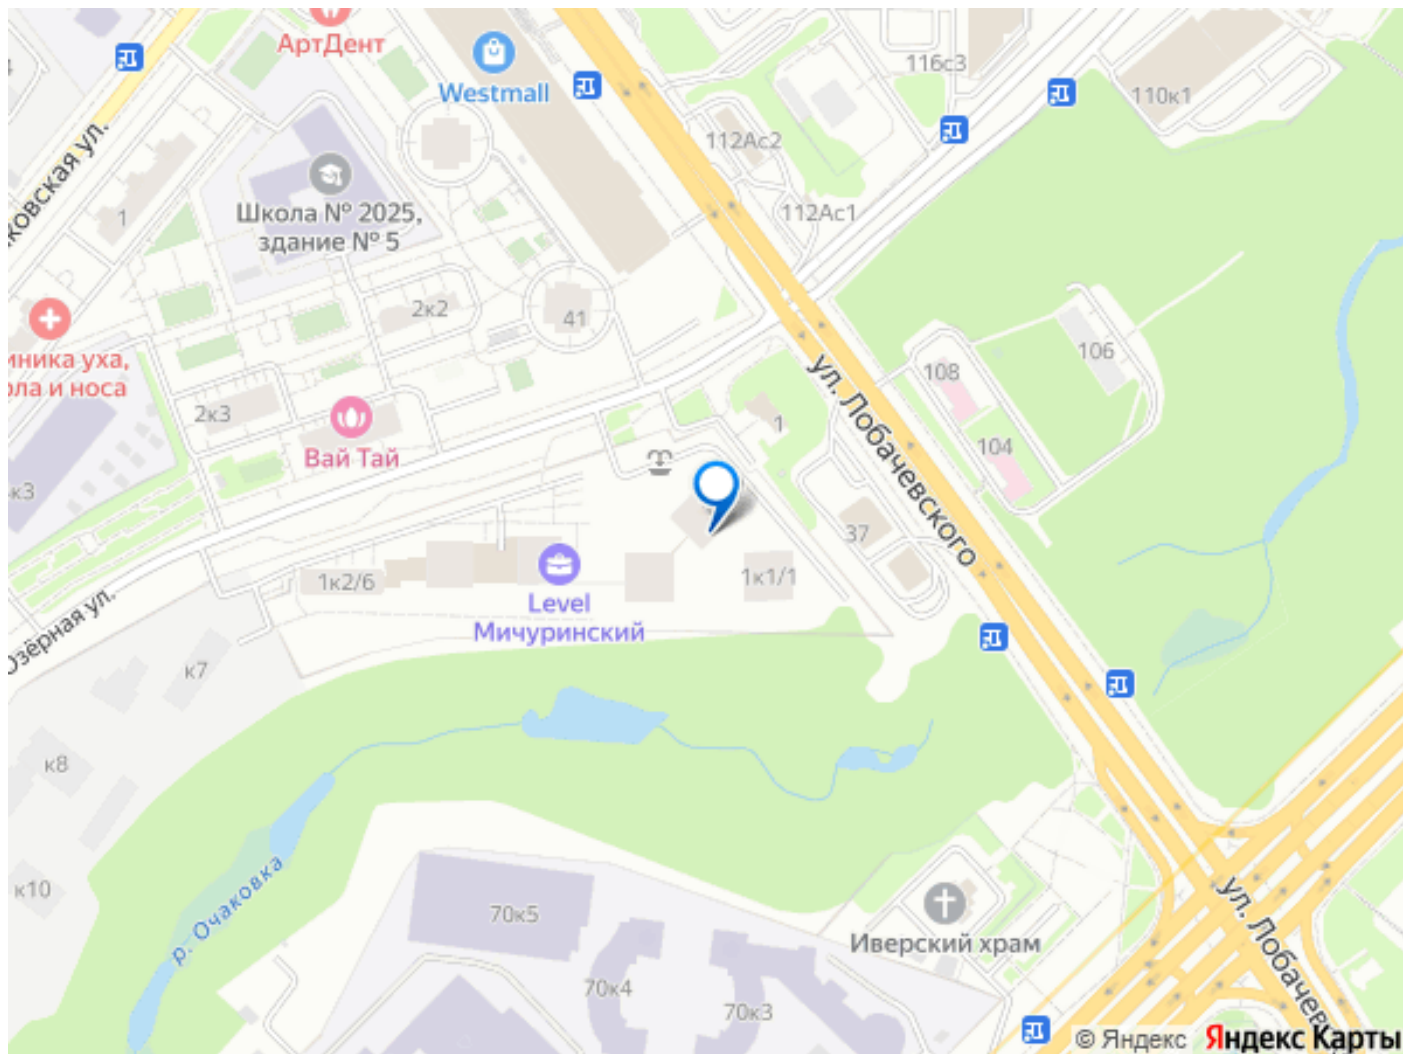 АртДент
Westmall
116с3
110к1
112Ас2
ковская ул.
1
Школа № 2025,
здание № 5
112Ас1
2к2
41
иника уха,
ла и носа
106
108
2к3
Вай Тай
1
104
ул. Лобачевского
к3
37
1к2/6
Level
Мичуринский
1к1/1
Озёрная ул.
к7
к8
к10
р. Очаковка
70к5
Иверский храм
ул. Лобачевс
70к4
70к3
© Яндекс Яндекс Карты